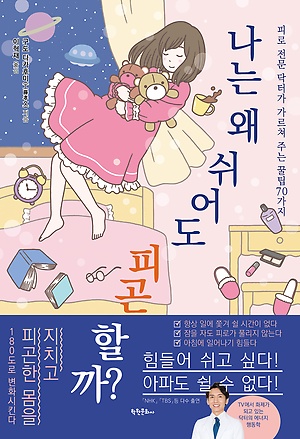 피로 전문 닥터가 가르쳐 주는 꿀팁 70가지
나는 왜 쉬어도
피곤
할
까?
이현재 옮김
지치고
피곤한 몸을
180도로 변화시킨다
항상 일에 쫓겨 쉴 시간이 없다
잠을 자도 피로가 풀리지 않는다
아침에 일어나기 힘들다
힘들어 쉬고 싶다!
아파도 쉴 수 없다!
「NHK」, 「TBS」 등 다수 출연
TV에서 화제가
되고 있는
닥터의 에너지
행동학